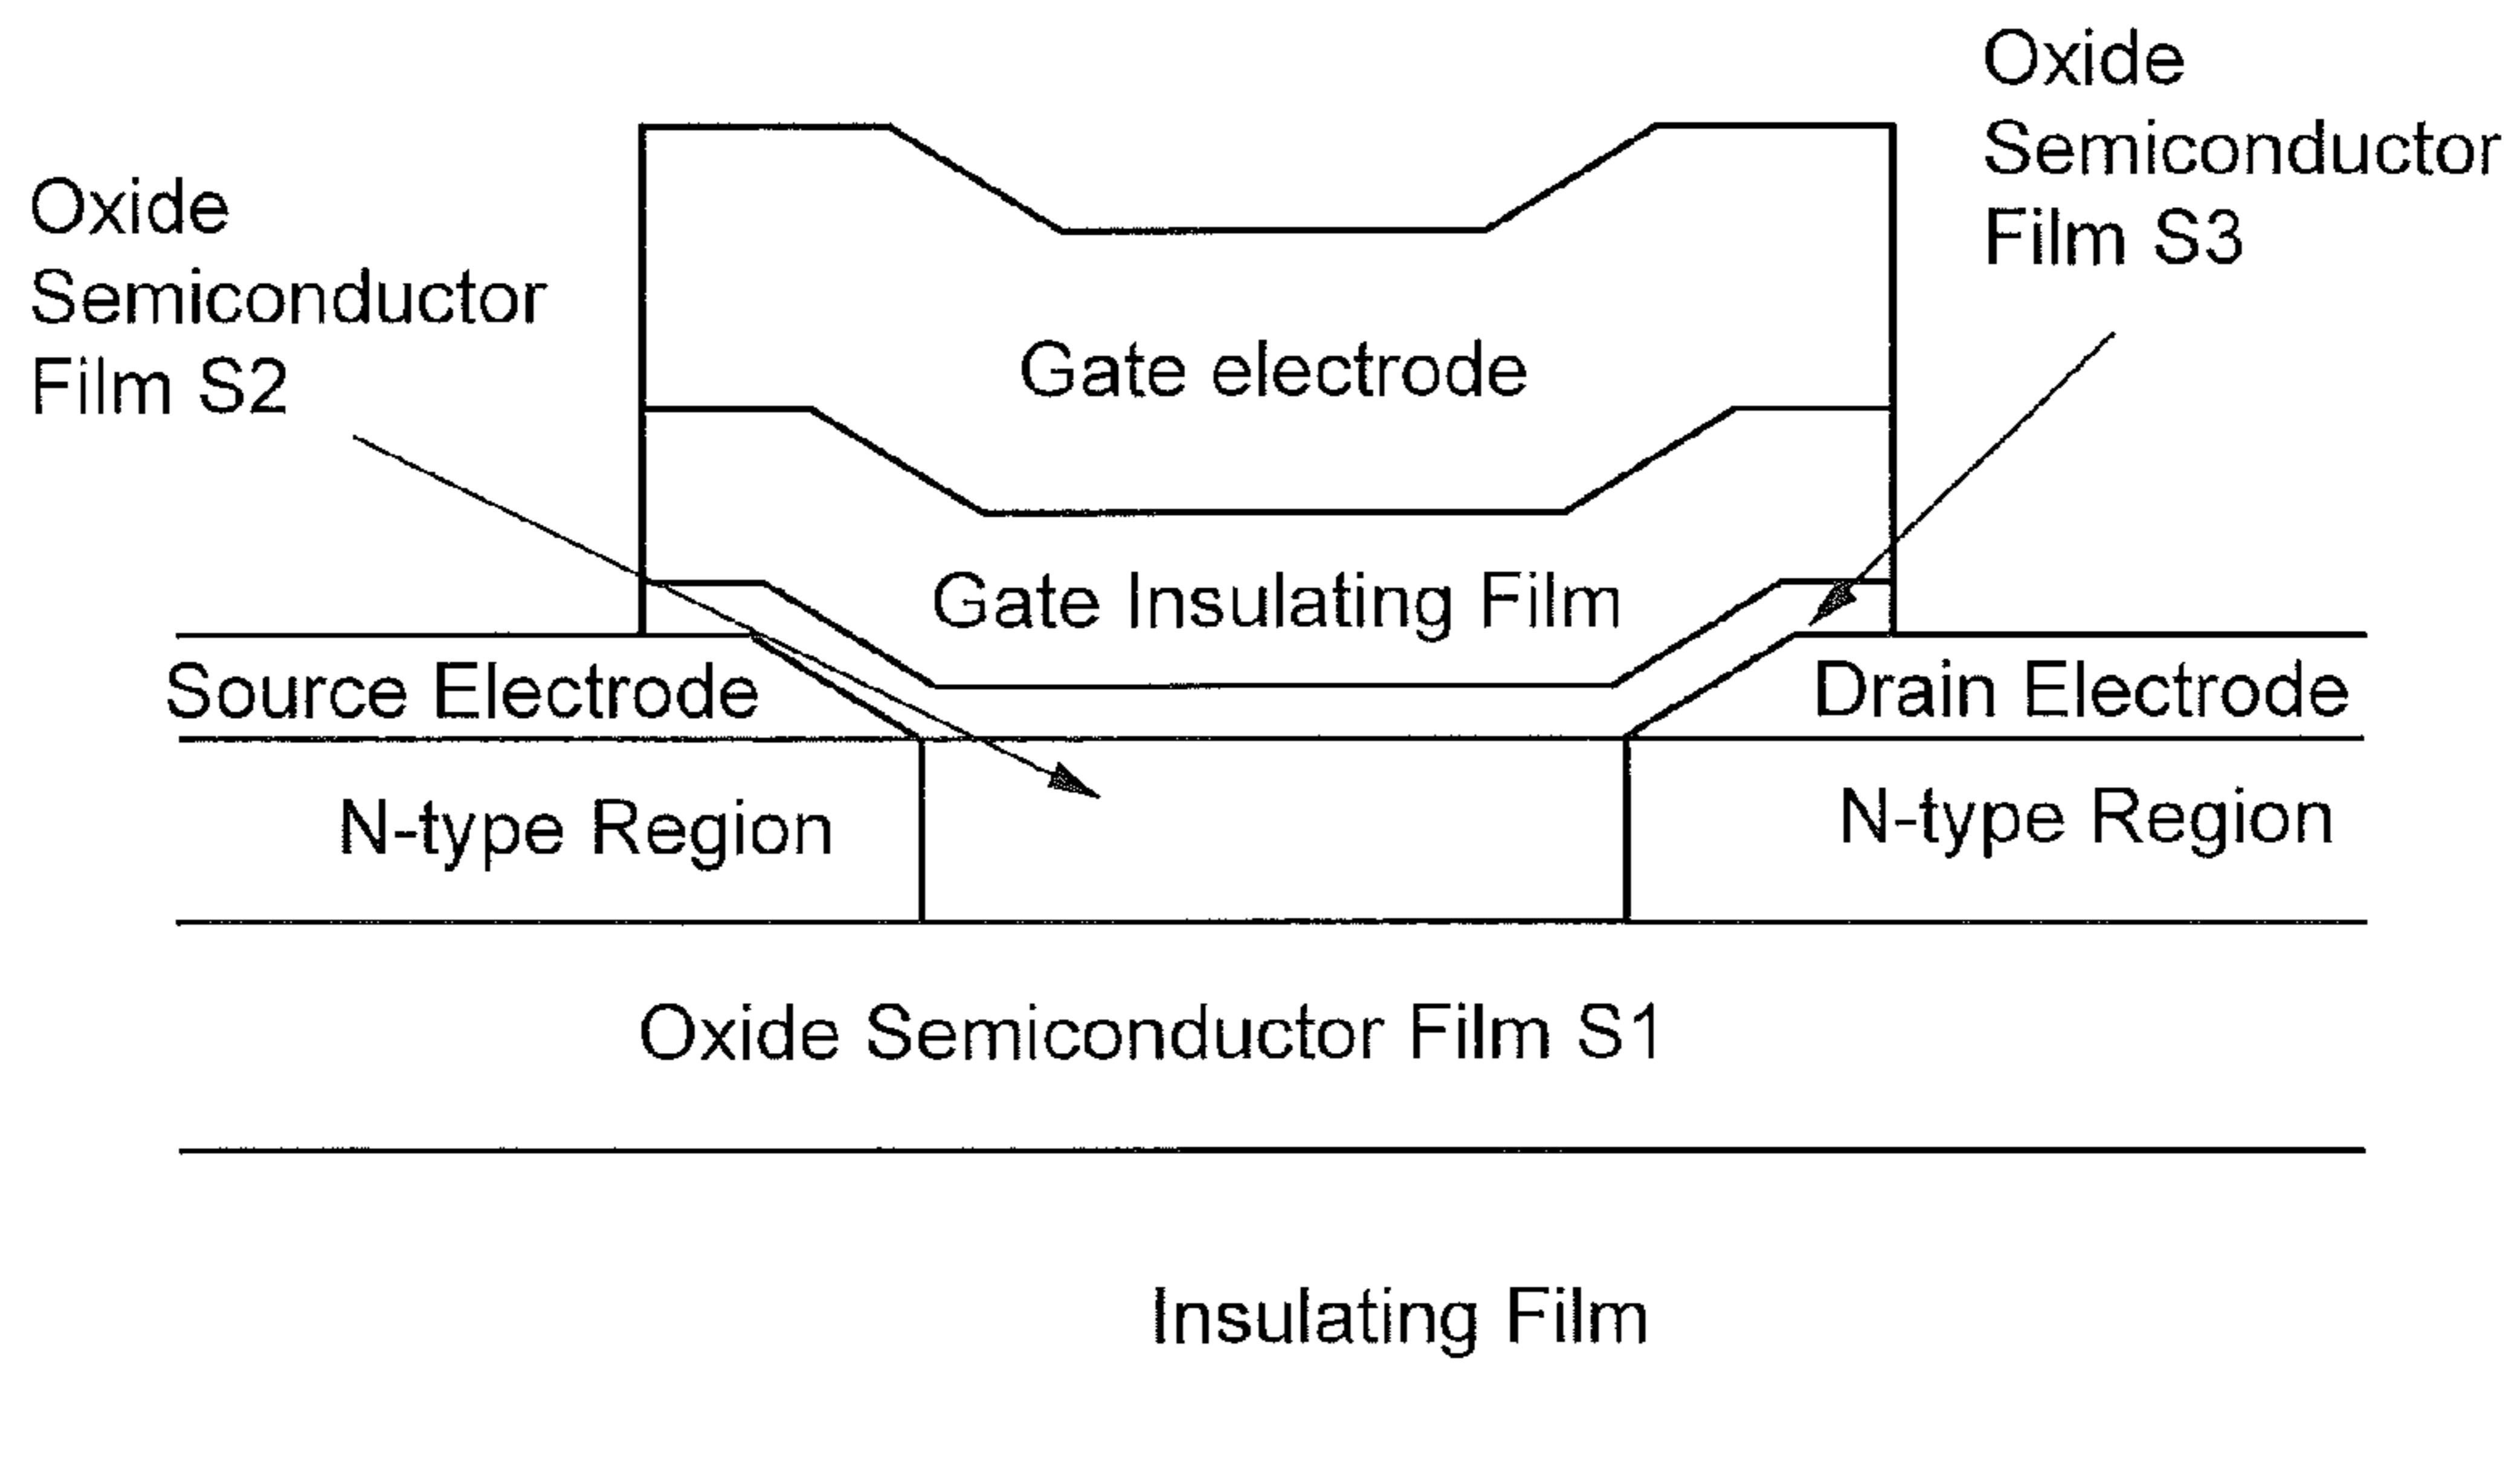 Oxide
Semiconductor
Film S3
Oxide
Semiconductor
Film S2
Gate electrode
Gate Insulating Film
Source Electrode
Drain Electrode
N-type Region
N-type Region
Oxide Semiconductor Film S1
Insulating Film